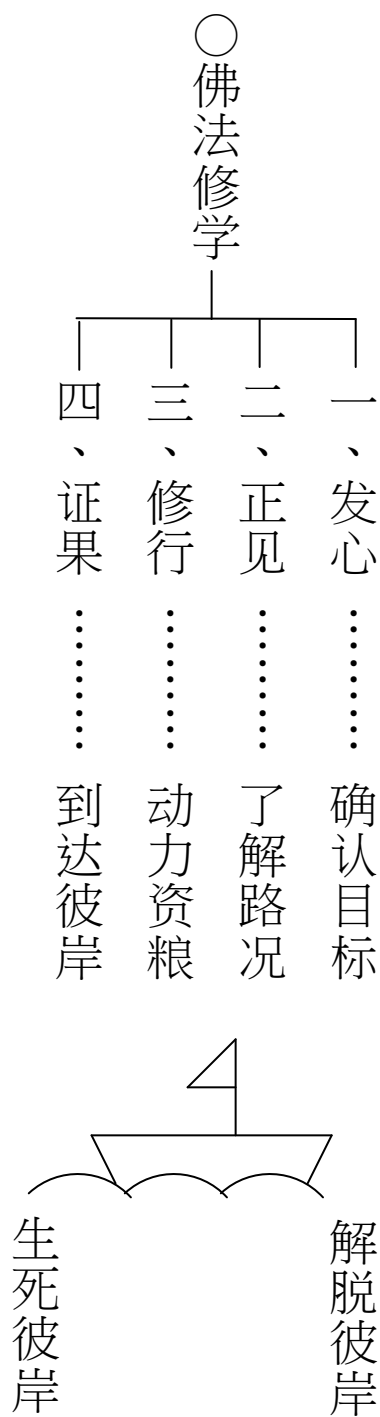 ○佛法修学
一、发心………确认目标
二、正见………了解路况
三、修行………动力资粮
四、证果………到达彼岸
解脱彼岸
生死彼岸